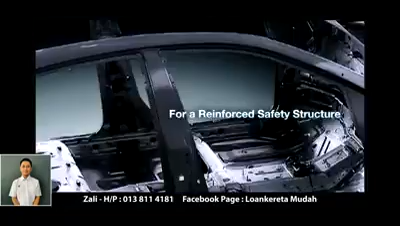 For a Reinforced Safety Structure
Zali - H/P : 013 811 4181 Facebook Page : Loankereta Mudah